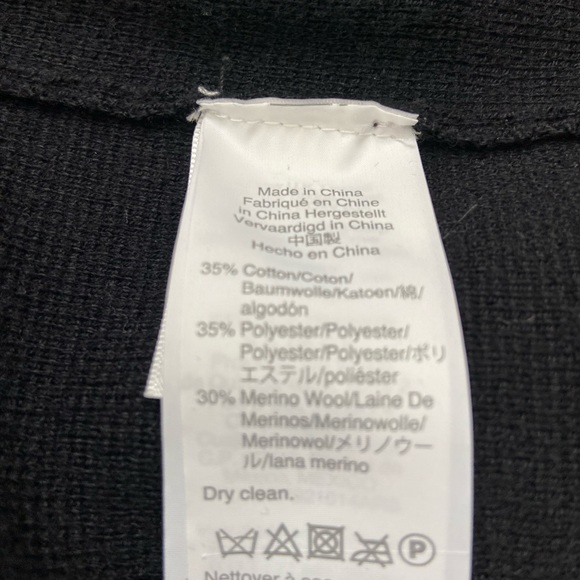 Made in China
Fabriqué en Chine
in China Hergestellt
Vervaardigd in China
中国製
Hecho en China
35% Cotton/Coton/
Baumwolle/Katoen/綿/
algodón
35% Polyester/Polyester/
Polyester/Polyester/ポリ
エステル/poliéster
30% Merino Wool/Laine De
Merinos/Merinowolle/
Merinowol/メリノウー
ル/lana merino
Dry clean.
P
Nettoyer à sec